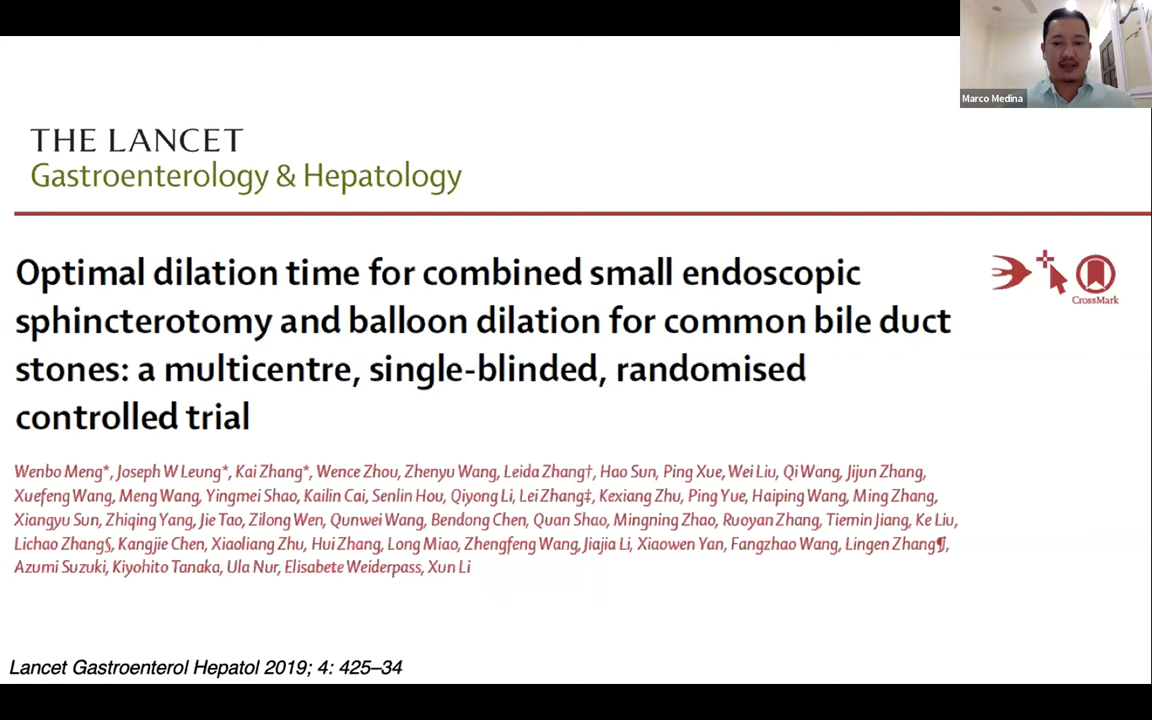 Marco Medina
THE LANCET
Gastroenterology & Hepatology
Optimal dilation time for combined small endoscopic
sphincterotomy and balloon dilation for common bile duct
stones: a multicentre, single-blinded, randomised
controlled trial
CrossMark
Wenbo Meng*, Joseph W Leung*, Kai Zhang*, Wence Zhou, Zhenyu Wang, Leida Zhang†, Hao Sun, Ping Xue, Wei Liu, Qi Wang, Jijun Zhang,
Xuefeng Wang, Meng Wang, Yingmei Shao, Kailin Cai, Senlin Hou, Qiyong Li, Lei Zhang‡, Kexiang Zhu, Ping Yue, Haiping Wang, Ming Zhang,
Xiangyu Sun, Zhiqing Yang, Jie Tao, Zilong Wen, Qunwei Wang, Bendong Chen, Quan Shao, Mingning Zhao, Ruoyan Zhang, Tiemin Jiang, Ke Liu,
Lichao Zhang§, Kangjie Chen, Xiaoliang Zhu, Hui Zhang, Long Miao, Zhengfeng Wang, Jiajia Li, Xiaowen Yan, Fangzhao Wang, Lingen Zhang¶,
Azumi Suzuki, Kiyohito Tanaka, Ula Nur, Elisabete Weiderpass, Xun Li
Lancet Gastroenterol Hepatol 2019; 4: 425–34